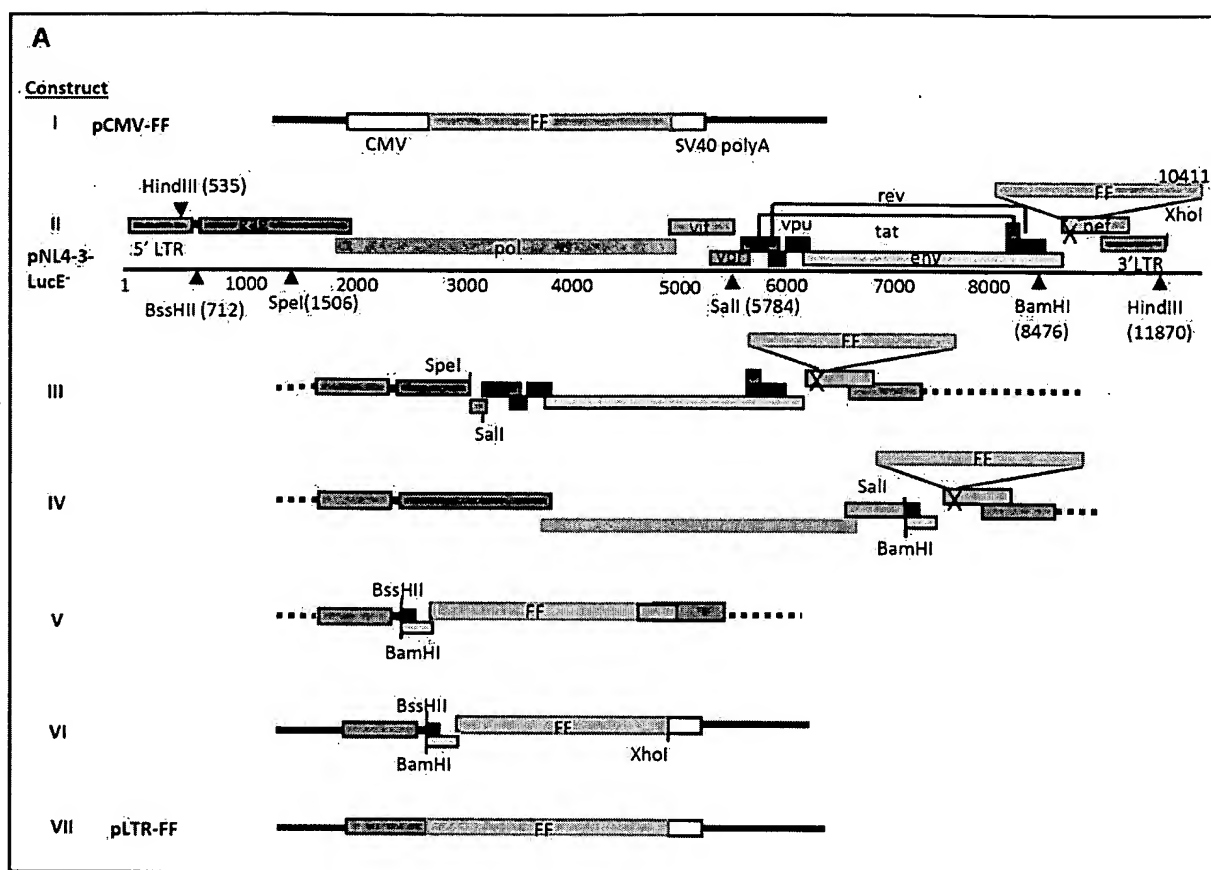 A
Construct
I pCMV-FF
FF
CMV
SV40 polyA
HindIII (535)
10411
FF
XhoI
rev
II
vif
vpu
tat
nef
X
5' LTR
pol
vpr
env
3'LTR
pNL4-3-
LucE-
1
1000
2000
3000
4000
5000
6000
7000
8000
BssHII (712)
SpeI(1506)
SalI (5784)
BamHI
(8476)
HindIII
(11870)
FF
SpeI
III
X
SalI
FF
IV
SalI
X
BamHI
BssHII
V
FF
BamHI
BssHII
VI
FF
BamHI
XhoI
VII pLTR-FF
FF